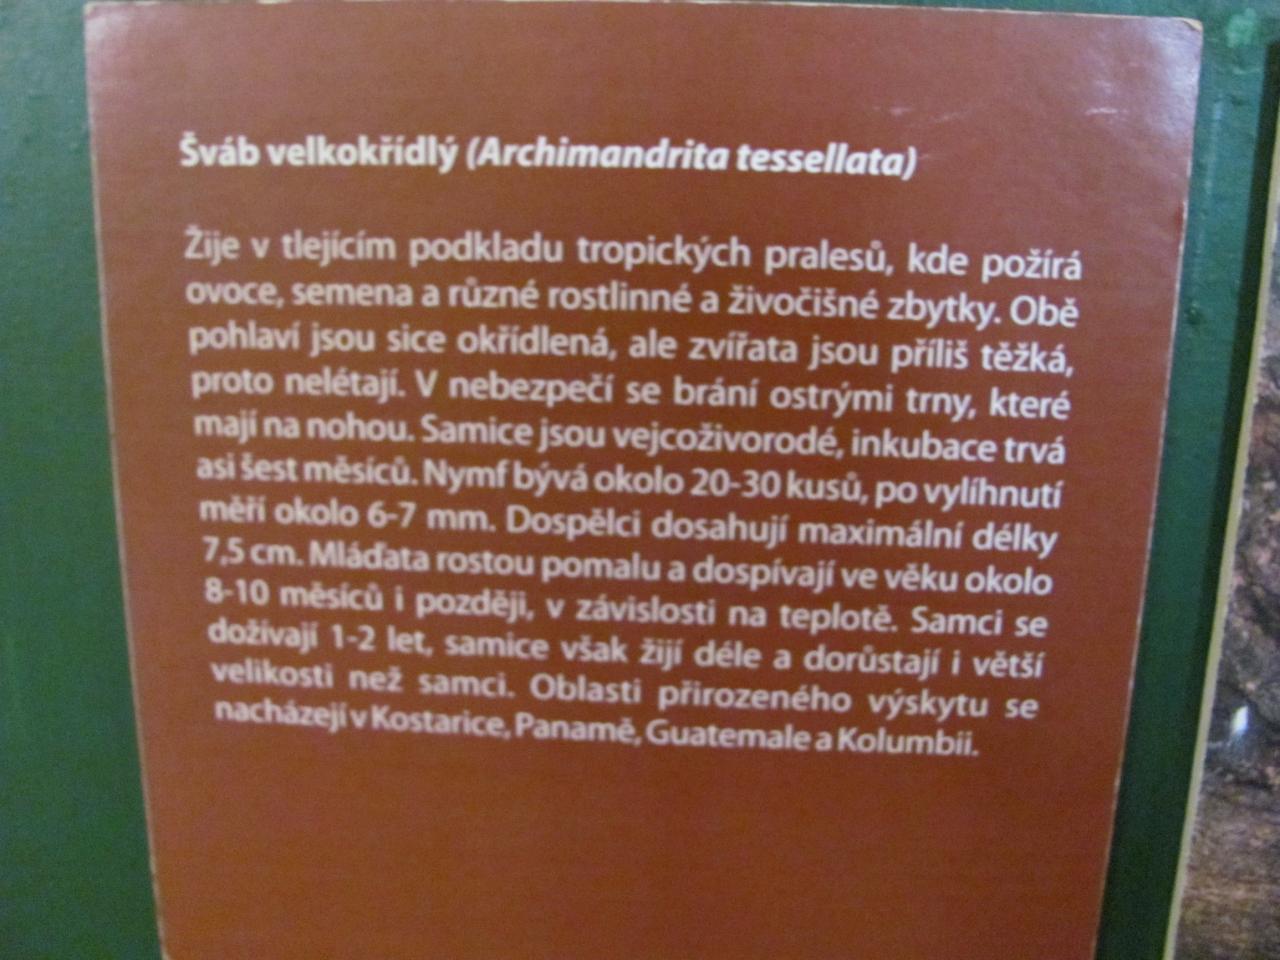 Šváb velkokřídlý (Archimandrita tessellata)
Žije v tlejícím podkladu tropických pralesů, kde požírá
ovoce, semena a různé rostlinné a živočišné zbytky. Obě
pohlaví jsou sice okřídlená, ale zvířata jsou příliš těžká,
proto nelétají. V nebezpečí se brání ostrými trny, které
mají na nohou. Samice jsou vejcoživorodé, inkubace trvá
asi šest měsíců. Nymf bývá okolo 20-30 kusů, po vylíhnutí
měří okolo 6-7 mm. Dospělci dosahují maximální délky
7,5 cm. Mláďata rostou pomalu a dospívají ve věku okolo
8-10 měsíců i později, v závislosti na teplotě. Samci se
dožívají 1-2 let, samice však žijí déle a dorůstají i větší
velikosti než samci. Oblasti přirozeného výskytu se
nacházejí v Kostarice, Panamě, Guatemale a Kolumbii.